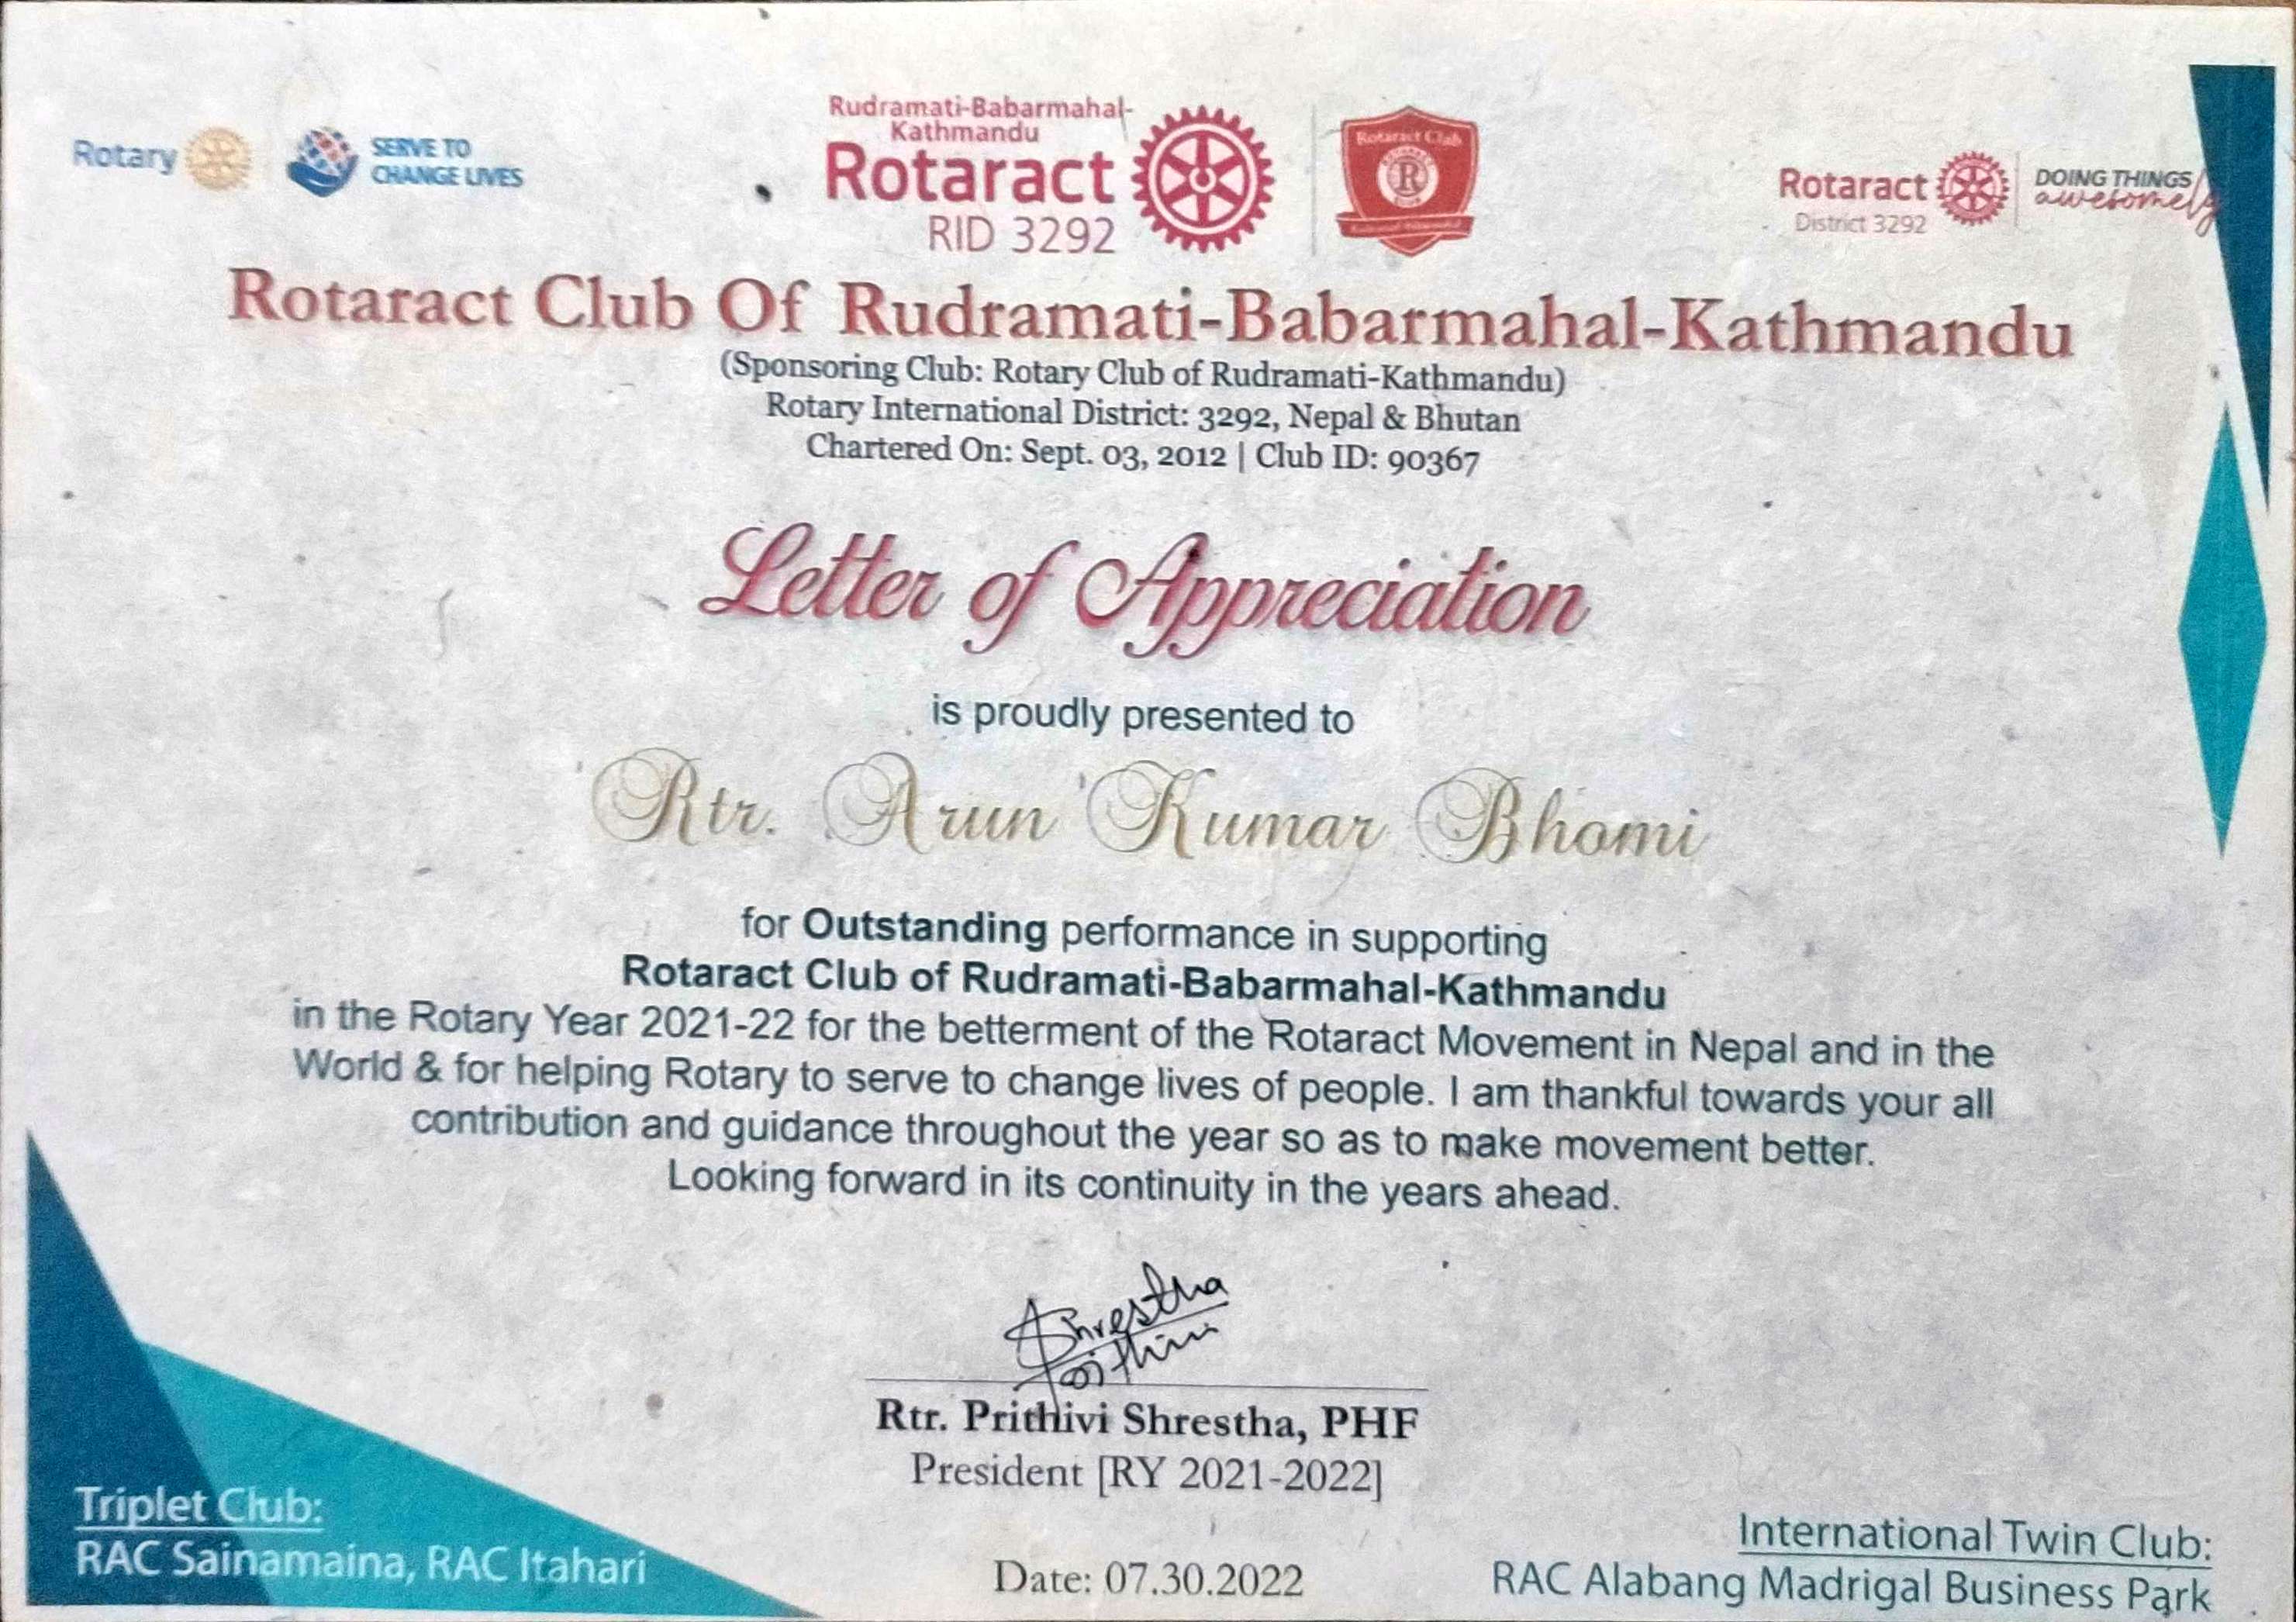 Rotary
SERVE TO
CHANGE LIVES
Rudramati-Babarmahal-
Kathmandu
Rotaract
RID 3292
Rotaract Club
R
Rotaract
District 3292
DOING THINGS
awesomely
Rotaract Club Of Rudramati-Babarmahal-Kathmandu
(Sponsoring Club: Rotary Club of Rudramati-Kathmandu)
Rotary International District: 3292, Nepal & Bhutan
Chartered On: Sept. 03, 2012 | Club ID: 90367
Letter of Appreciation
is proudly presented to
Rtr. Arun Kumar Bhomi
for Outstanding performance in supporting
Rotaract Club of Rudramati-Babarmahal-Kathmandu
in the Rotary Year 2021-22 for the betterment of the Rotaract Movement in Nepal and in the
World & for helping Rotary to serve to change lives of people. I am thankful towards your all
contribution and guidance throughout the year so as to make movement better.
Looking forward in its continuity in the years ahead.
Shrestha
Rtr. Prithivi Shrestha, PHF
President [RY 2021-2022]
Date: 07.30.2022
Triplet Club:
RAC Sainamaina, RAC Itahari
International Twin Club:
RAC Alabang Madrigal Business Park